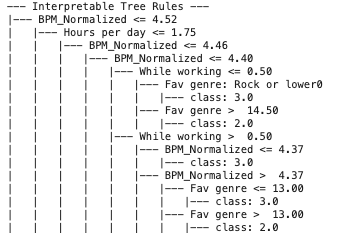 --- Interpretable Tree Rules ---
|--- BPM_Normalized <= 4.52
|   |--- Hours per day <= 1.75
|   |   |--- BPM_Normalized <= 4.46
|   |   |   |--- BPM_Normalized <= 4.40
|   |   |   |   |--- While working <= 0.50
|   |   |   |   |   |--- Fav genre: Rock or lower0
|   |   |   |   |   |   |--- class: 3.0
|   |   |   |   |   |--- Fav genre >  14.50
|   |   |   |   |   |   |--- class: 2.0
|   |   |   |   |--- While working >  0.50
|   |   |   |   |   |--- BPM_Normalized <= 4.37
|   |   |   |   |   |   |--- class: 3.0
|   |   |   |   |   |--- BPM_Normalized >  4.37
|   |   |   |   |   |   |--- Fav genre <= 13.00
|   |   |   |   |   |   |   |--- class: 3.0
|   |   |   |   |   |   |--- Fav genre >  13.00
|   |   |   |   |   |   |   |--- class: 2.0